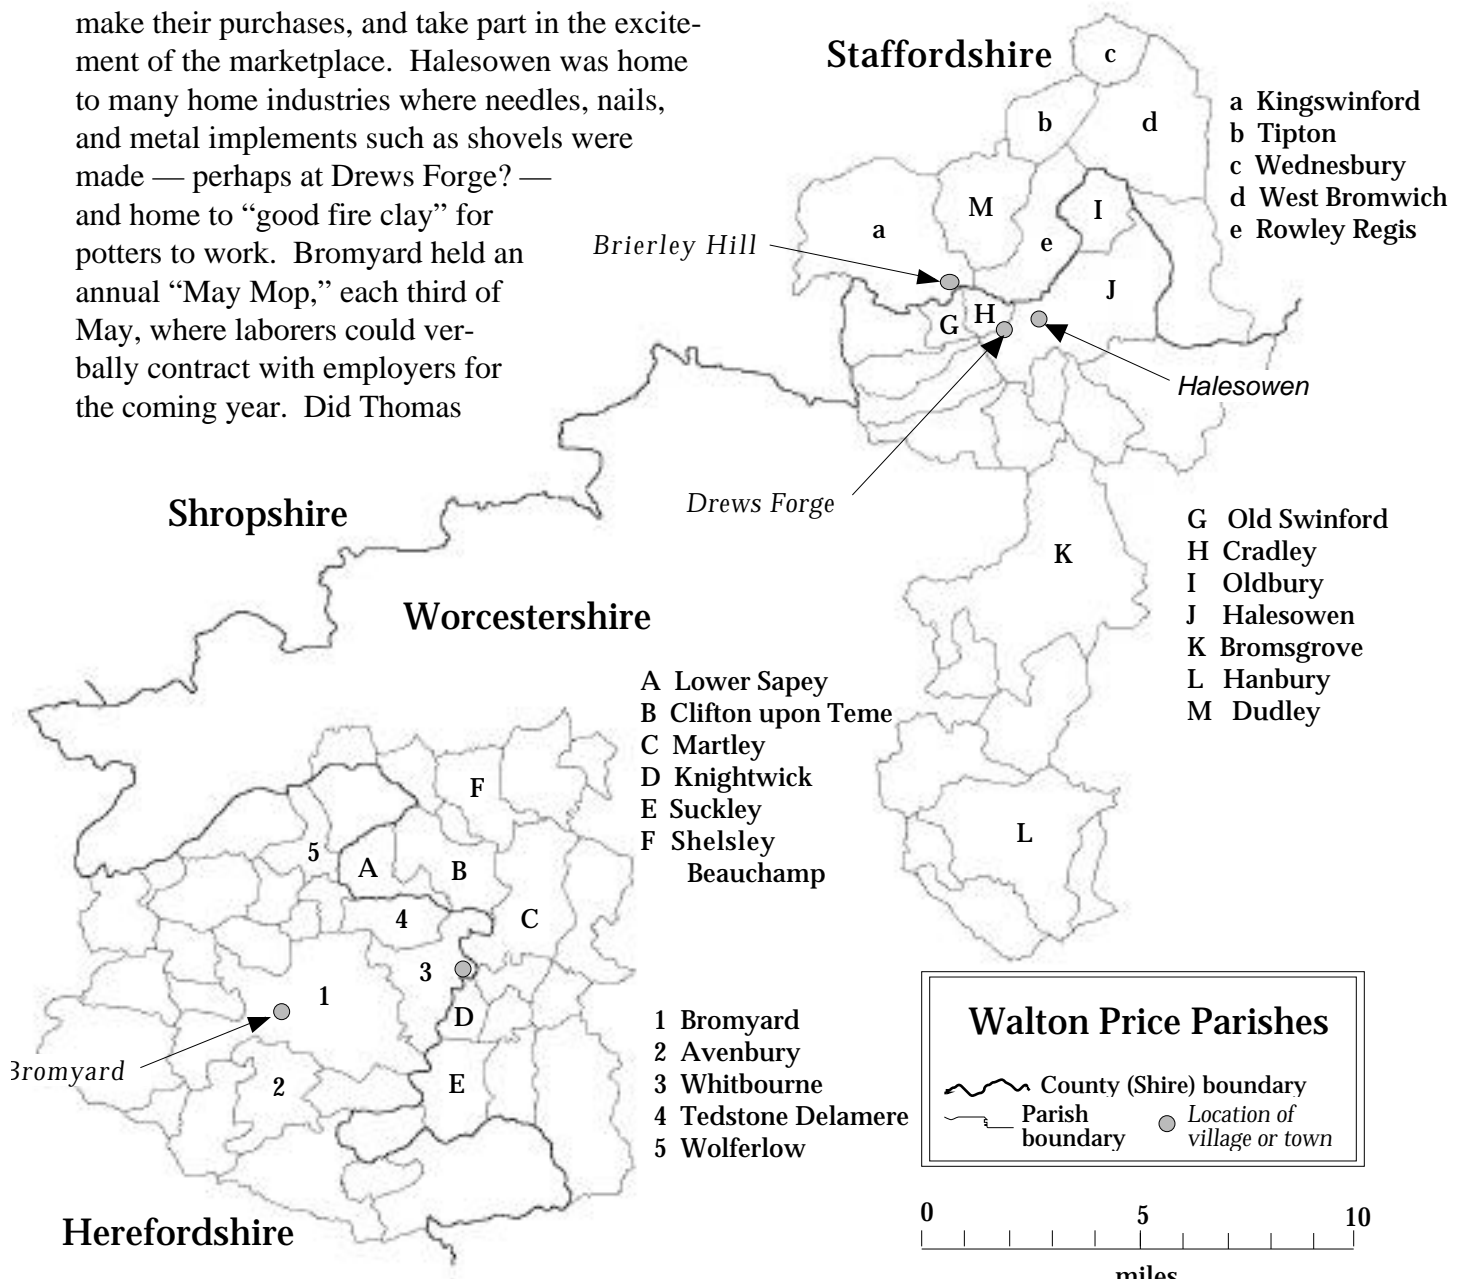 make their purchases, and take part in the excite-
ment of the marketplace.  Halesowen was home
to many home industries where needles, nails,
and metal implements such as shovels were
made — perhaps at Drews Forge? —
and home to “good fire clay” for
potters to work.  Bromyard held an
annual “May Mop,” each third of
May, where laborers could ver-
bally contract with employers for
the coming year.  Did Thomas
Staffordshire
c
b
d
a Kingswinford
b Tipton
c Wednesbury
d West Bromwich
e Rowley Regis
M
I
a
e
Brierley Hill
J
G
H
Halesowen
Drews Forge
Shropshire
K
G Old Swinford
H Cradley
I Oldbury
J Halesowen
K Bromsgrove
L Hanbury
M Dudley
Worcestershire
A Lower Sapey
B Clifton upon Teme
C Martley
D Knightwick
E Suckley
F Shelsley
Beauchamp
F
L
5
A
B
4
C
3
1
D
Bromyard
2
E
1 Bromyard
2 Avenbury
3 Whitbourne
4 Tedstone Delamere
5 Wolferlow
Herefordshire
Walton Price Parishes
County (Shire) boundary
Parish
boundary
Location of
village or town
0 5 10
miles